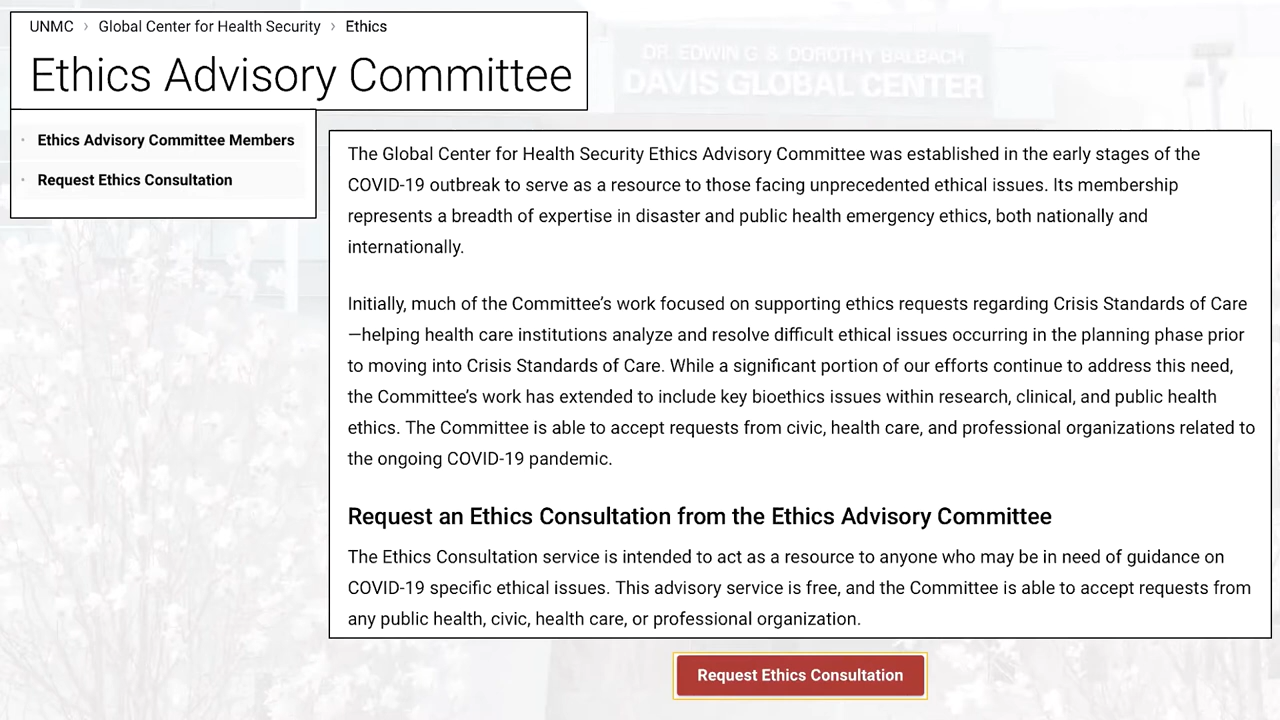 UNMC › Global Center for Health Security › Ethics
Ethics Advisory Committee
DR. EDWIN G. & DOROTHY BALBACH
DAVIS GLOBAL CENTER
Ethics Advisory Committee Members
Request Ethics Consultation
The Global Center for Health Security Ethics Advisory Committee was established in the early stages of the
COVID-19 outbreak to serve as a resource to those facing unprecedented ethical issues. Its membership
represents a breadth of expertise in disaster and public health emergency ethics, both nationally and
internationally.
Initially, much of the Committee’s work focused on supporting ethics requests regarding Crisis Standards of Care
—helping health care institutions analyze and resolve difficult ethical issues occurring in the planning phase prior
to moving into Crisis Standards of Care. While a significant portion of our efforts continue to address this need,
the Committee’s work has extended to include key bioethics issues within research, clinical, and public health
ethics. The Committee is able to accept requests from civic, health care, and professional organizations related to
the ongoing COVID-19 pandemic.
Request an Ethics Consultation from the Ethics Advisory Committee
The Ethics Consultation service is intended to act as a resource to anyone who may be in need of guidance on
COVID-19 specific ethical issues. This advisory service is free, and the Committee is able to accept requests from
any public health, civic, health care, or professional organization.
Request Ethics Consultation